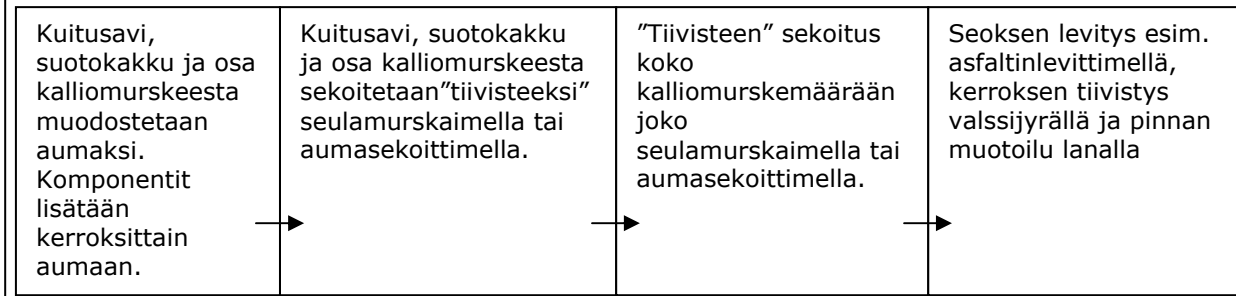 Kuitusavi,
suotokakku ja osa
kalliomurskeesta
muodostetaan
aumaksi.
Komponentit
lisätään
kerroksittain
aumaan.
Kuitusavi, suotokakku
ja osa kalliomurskeesta
sekoitetaan”tiivisteeksi”
seulamurskaimella tai
aumasekoittimella.
”Tiivisteen” sekoitus
koko
kalliomurskemäärään
joko
seulamurskaimella tai
aumasekoittimella.
Seoksen levitys esim.
asfaltinlevittimellä,
kerroksen tiivistys
valssijyrällä ja pinnan
muotoilu lanalla